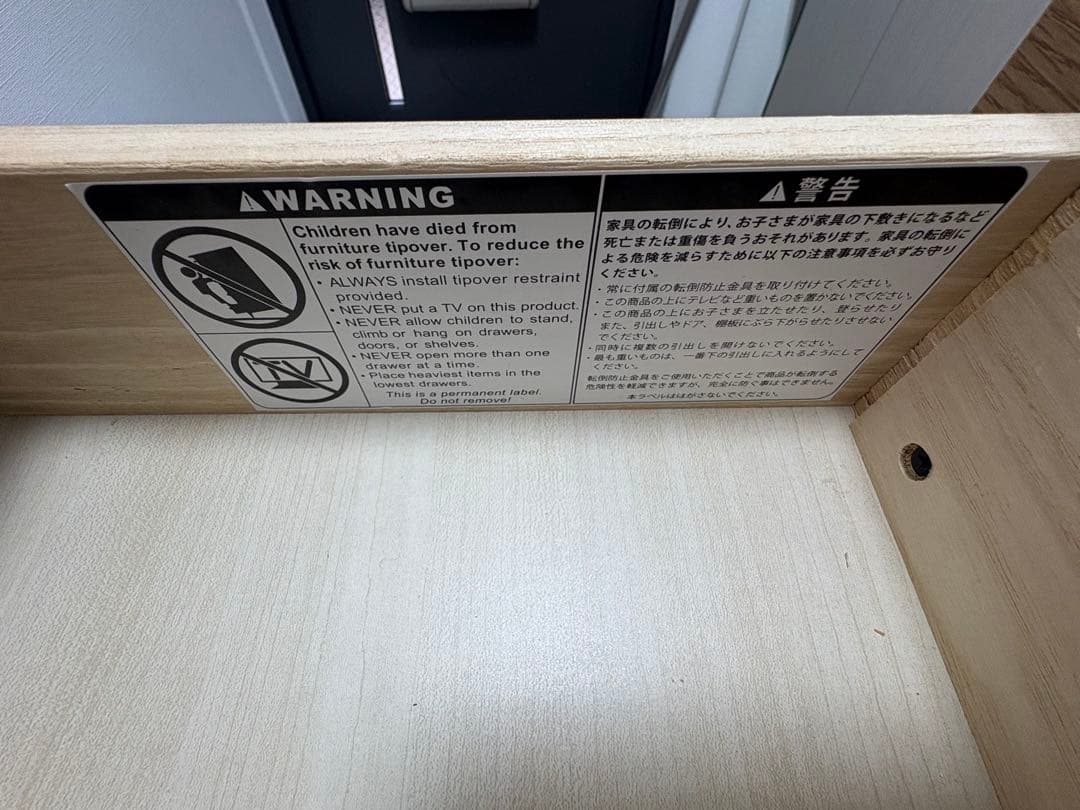 ⚠WARNING
Children have died from
furniture tipover. To reduce the
risk of furniture tipover:
• ALWAYS install tipover restraint
provided.
• NEVER put a TV on this product.
• NEVER allow children to stand,
climb or hang on drawers,
doors, or shelves.
• NEVER open more than one
drawer at a time.
• Place heaviest items in the
lowest drawers.
This is a permanent label.
Do not remove!
TV
⚠警告
家具の転倒により、お子さまが家具の下敷きになるなど
死亡または重傷を負うおそれがあります。家具の転倒に
よる危険を減らすために以下の注意事項を必ずお守り
ください。
・常に付属の転倒防止金具を取り付けてください。
・この商品の上にテレビなど重いものを置かないでください。
・この商品の上にお子さまを立たせたり、登らせたり
また、引出しやドア、棚板にぶら下がらせたりさせない
でください。
・同時に複数の引出しを開けないでください。
・最も重いものは、一番下の引出しに入れるようにして
ください。
転倒防止金具をご使用いただくことで商品が転倒する
危険性を軽減できますが、完全に防ぐ事はできません。
本ラベルははがさないでください。